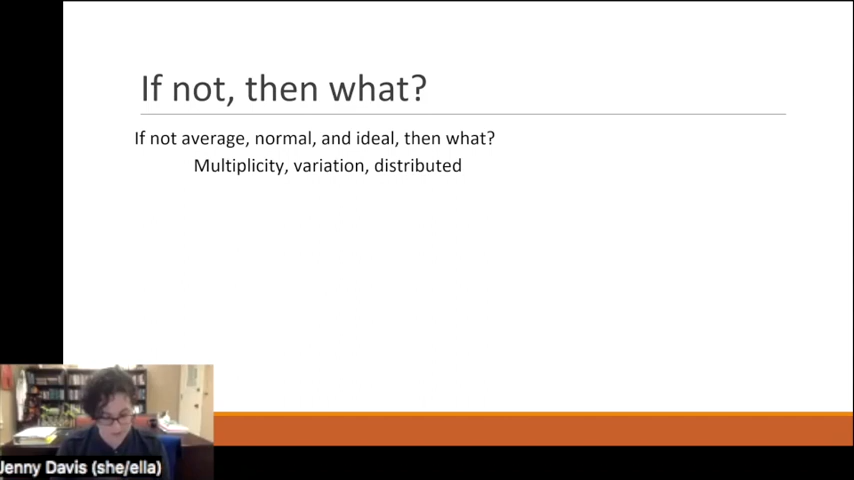 If not, then what?
If not average, normal, and ideal, then what?
Multiplicity, variation, distributed
Jenny Davis (she/ella)